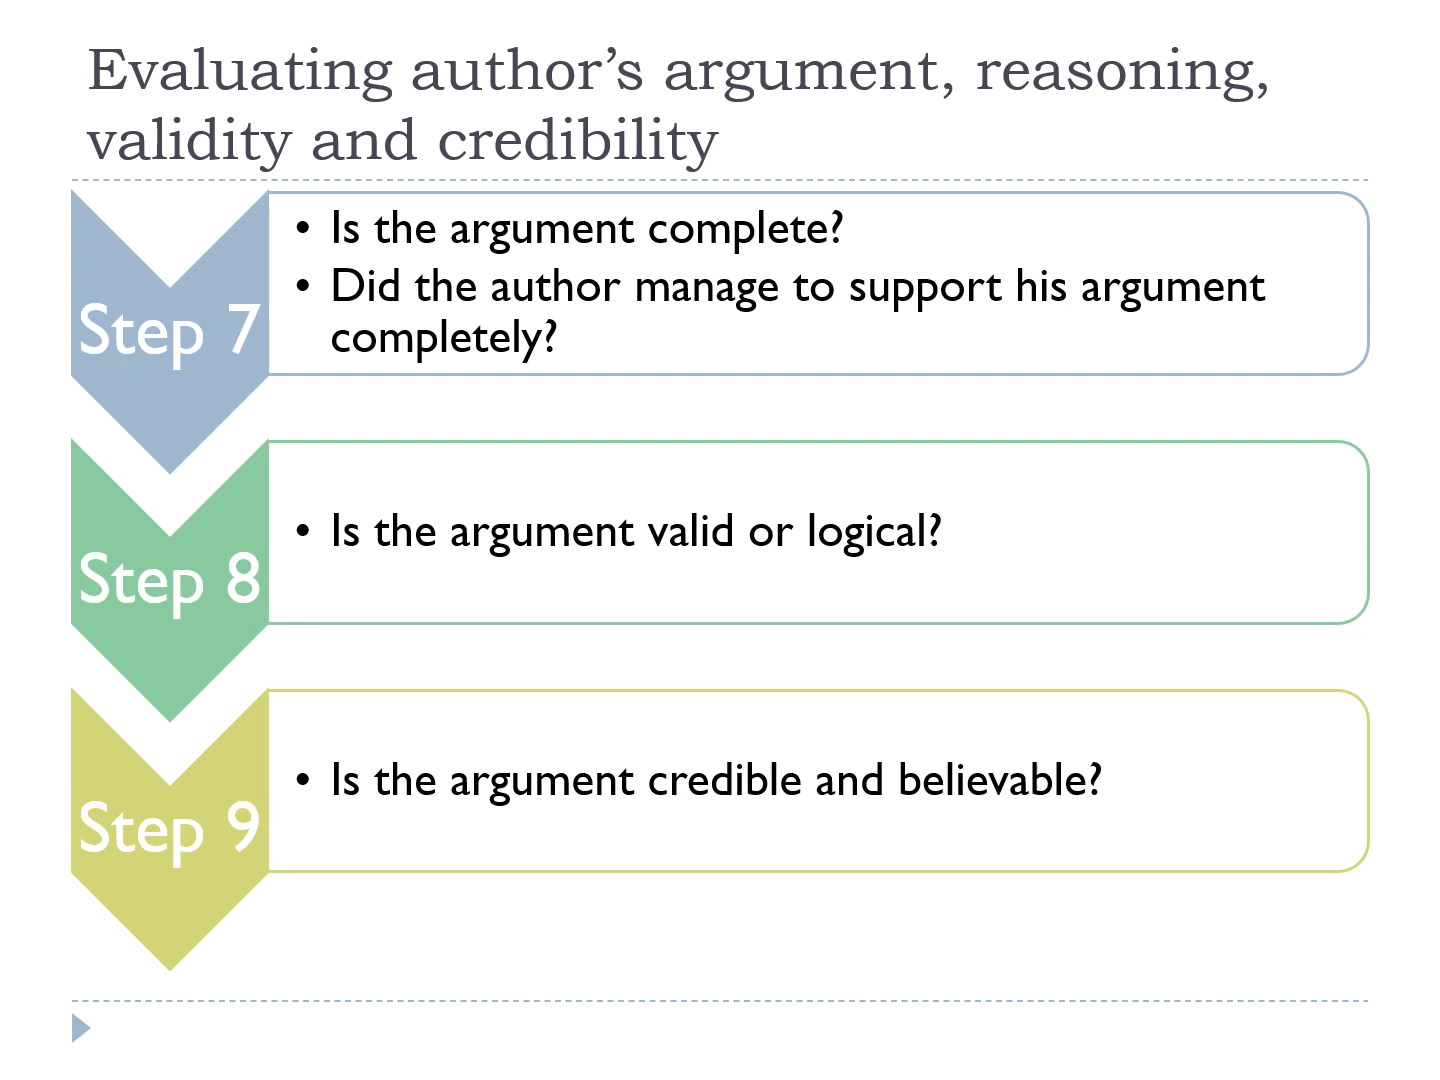 Evaluating author’s argument, reasoning,
validity and credibility
Step 7
• Is the argument complete?
• Did the author manage to support his argument
completely?
Step 8
• Is the argument valid or logical?
Step 9
• Is the argument credible and believable?